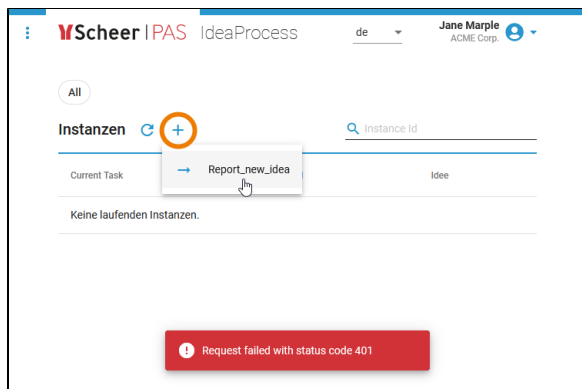 Scheer PAS IdeaProcess
de
Jane Marple
ACME Corp.
All
Instanzen
Instance Id
Report_new_idea
Current Task
Idee
Keine laufenden Instanzen.
Request failed with status code 401